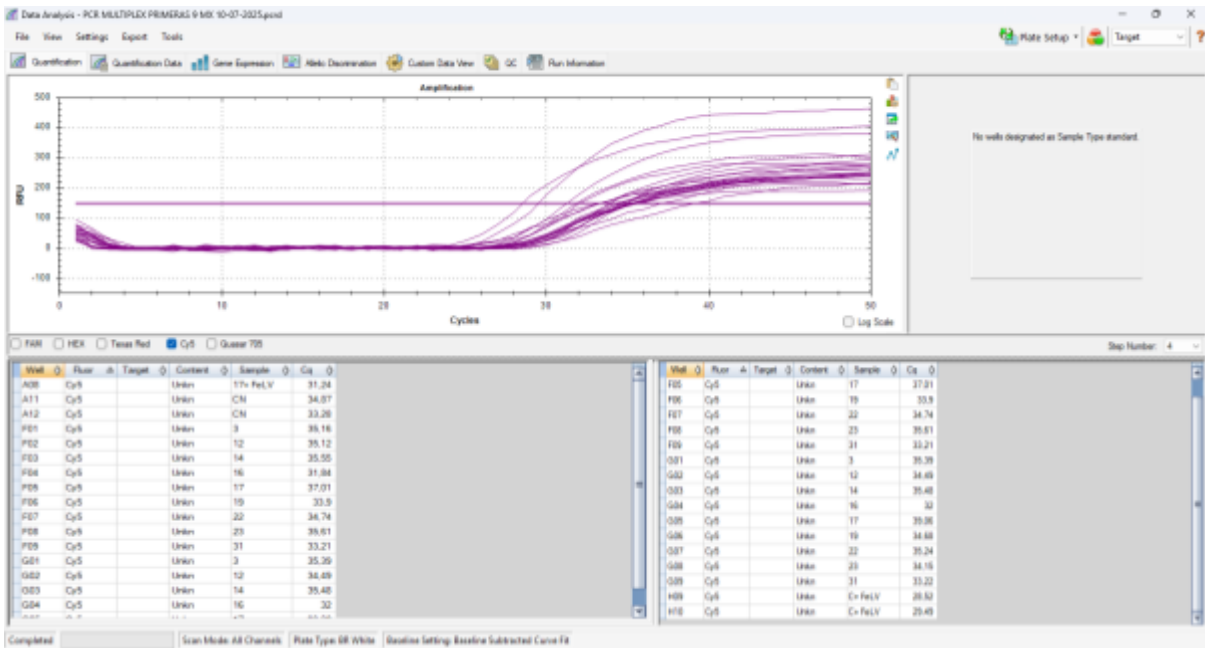 Data Analysis - PCR MULTIPLEX PRIMERAS 9 MX 10-07-2025.pcrd
File View Settings Export Tools
Plate Setup Target
Quantification Quantification Data Gene Expression Allelic Discrimination Custom Data View QC Run Information
Amplification
500
400
300
200
100
0
-100
RFU
0 10 20 30 40 50
Cycles
Log Scale
No wells designated as Sample Type standard.
FAM HEX Texas Red Cy5 Quasar 705
Step Number: 4
Well Fluor Target Content Sample Cq
A08 Cy5 Unkn 17= FeLV 31,24
A11 Cy5 Unkn CN 34,87
A12 Cy5 Unkn CN 33,28
F01 Cy5 Unkn 3 35,16
F02 Cy5 Unkn 12 35,12
F03 Cy5 Unkn 14 35,55
F04 Cy5 Unkn 16 31,84
F05 Cy5 Unkn 17 37,01
F06 Cy5 Unkn 19 33,9
F07 Cy5 Unkn 22 34,74
F08 Cy5 Unkn 23 35,61
F09 Cy5 Unkn 31 33,21
G01 Cy5 Unkn 3 35,39
G02 Cy5 Unkn 12 34,49
G03 Cy5 Unkn 14 35,48
G04 Cy5 Unkn 16 32
Well Fluor Target Content Sample Cq
F05 Cy5 Unkn 17 37,01
F06 Cy5 Unkn 19 33,9
F07 Cy5 Unkn 22 34,74
F08 Cy5 Unkn 23 35,61
F09 Cy5 Unkn 31 33,21
G01 Cy5 Unkn 3 35,39
G02 Cy5 Unkn 12 34,49
G03 Cy5 Unkn 14 35,48
G04 Cy5 Unkn 16 32
G05 Cy5 Unkn 17
G06 Cy5 Unkn 19 34,68
G07 Cy5 Unkn 22 35,24
G08 Cy5 Unkn 23 34,15
G09 Cy5 Unkn 31 33,22
H09 Cy5 Unkn C+ FeLV 28,52
H10 Cy5 Unkn C+ FeLV 29,49
Completed Scan Mode: All Channels Plate Type: BR White Baseline Setting: Baseline Subtracted Curve Fit